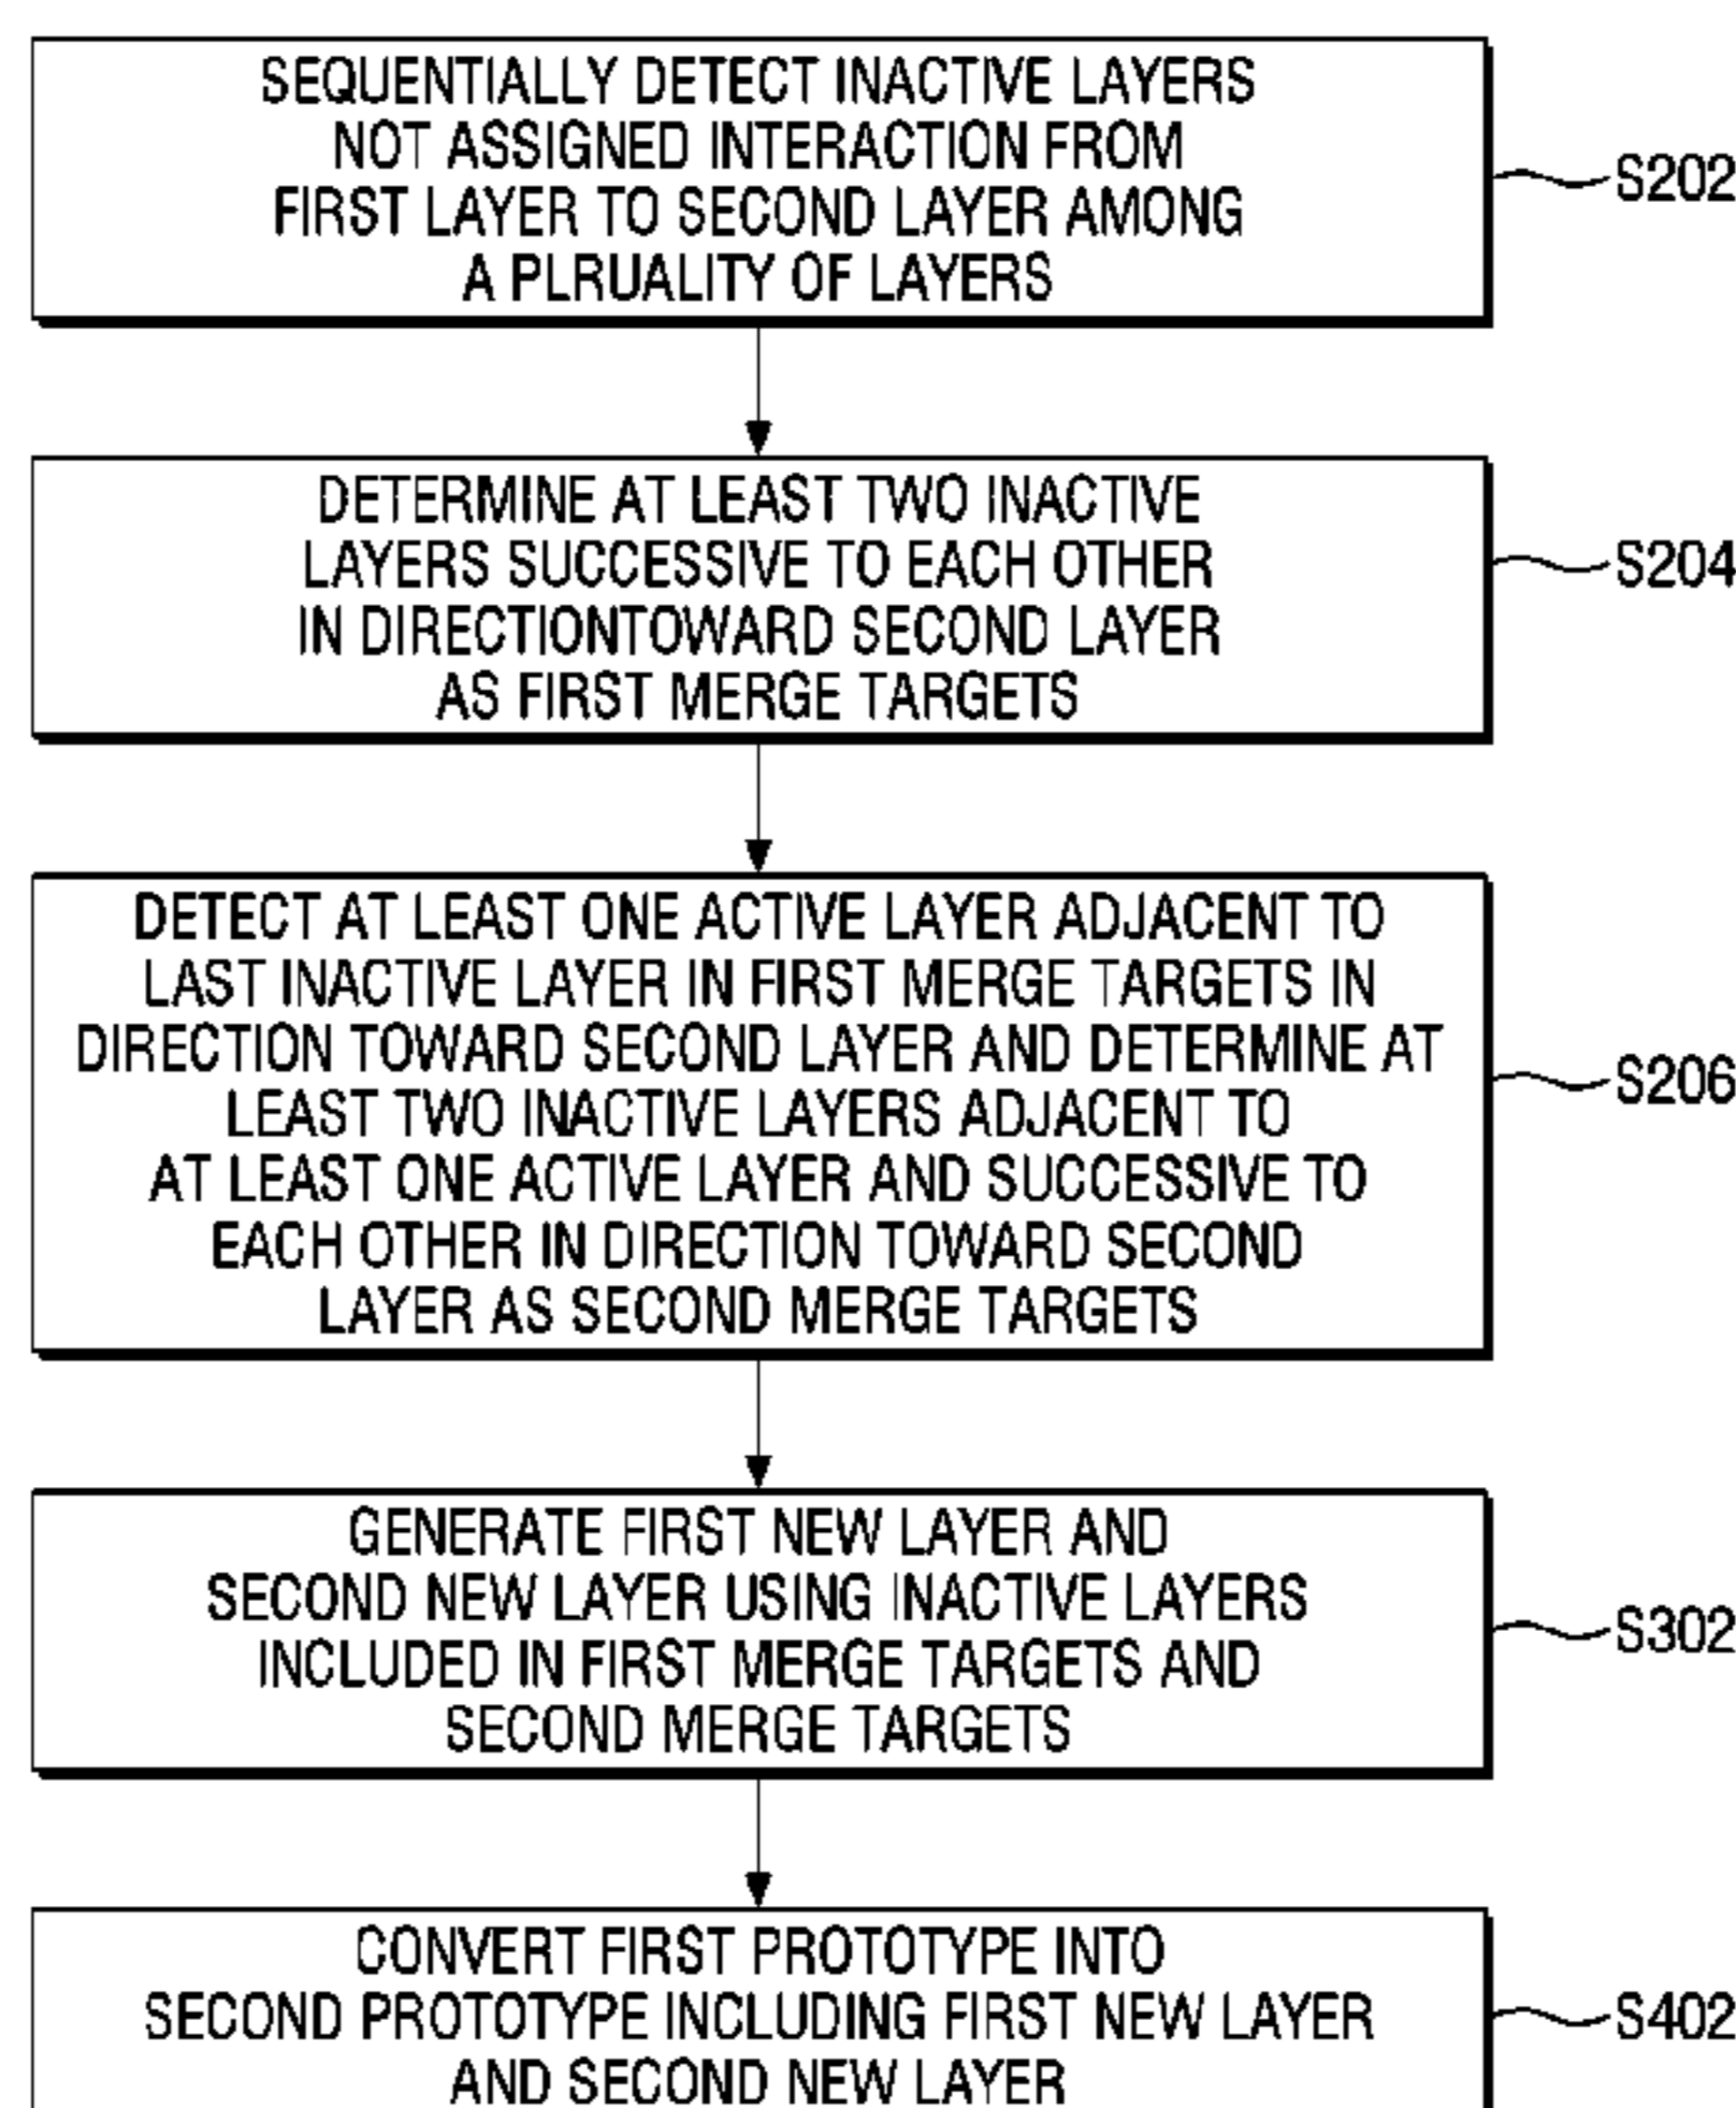 SEQUENTIALLY DETECT INACTIVE LAYERS
NOT ASSIGNED INTERACTION FROM
FIRST LAYER TO SECOND LAYER AMONG
A PLRUALITY OF LAYERS
S202
DETERMINE AT LEAST TWO INACTIVE
LAYERS SUCCESSIVE TO EACH OTHER
IN DIRECTIONTOWARD SECOND LAYER
AS FIRST MERGE TARGETS
S204
DETECT AT LEAST ONE ACTIVE LAYER ADJACENT TO
LAST INACTIVE LAYER IN FIRST MERGE TARGETS IN
DIRECTION TOWARD SECOND LAYER AND DETERMINE AT
LEAST TWO INACTIVE LAYERS ADJACENT TO
AT LEAST ONE ACTIVE LAYER AND SUCCESSIVE TO
EACH OTHER IN DIRECTION TOWARD SECOND
LAYER AS SECOND MERGE TARGETS
S206
GENERATE FIRST NEW LAYER AND
SECOND NEW LAYER USING INACTIVE LAYERS
INCLUDED IN FIRST MERGE TARGETS AND
SECOND MERGE TARGETS
S302
CONVERT FIRST PROTOTYPE INTO
SECOND PROTOTYPE INCLUDING FIRST NEW LAYER
AND SECOND NEW LAYER
S402